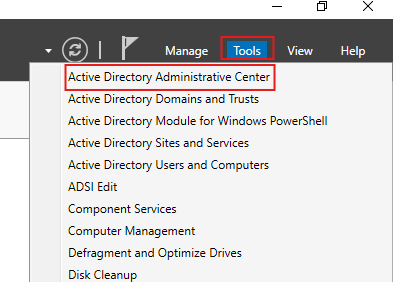 Manage Tools View Help
Active Directory Administrative Center
Active Directory Domains and Trusts
Active Directory Module for Windows PowerShell
Active Directory Sites and Services
Active Directory Users and Computers
ADSI Edit
Component Services
Computer Management
Defragment and Optimize Drives
Disk Cleanup